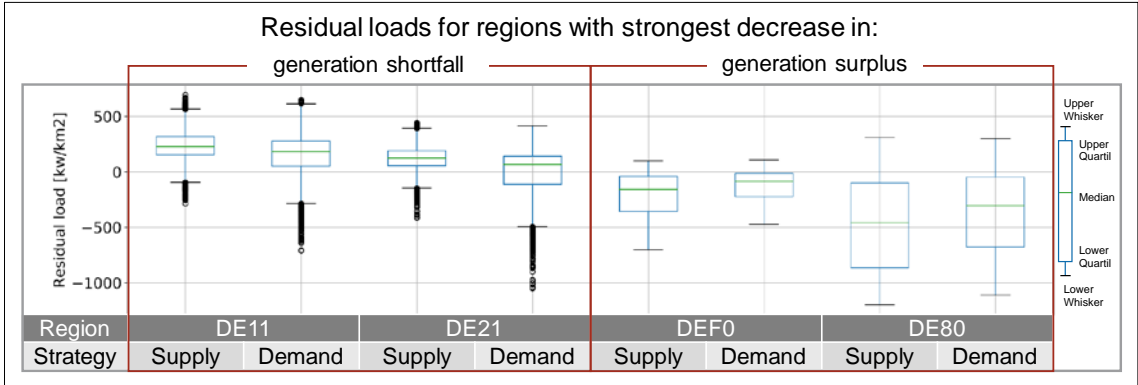 Residual loads for regions with strongest decrease in:
generation shortfall
generation surplus
Residual load [kw/km2]
500
0
−500
−1000
Upper
Whisker
Upper
Quartil
Median
Lower
Quartil
Lower
Whisker
Region DE11 DE21 DEF0 DE80
Strategy Supply Demand Supply Demand Supply Demand Supply Demand